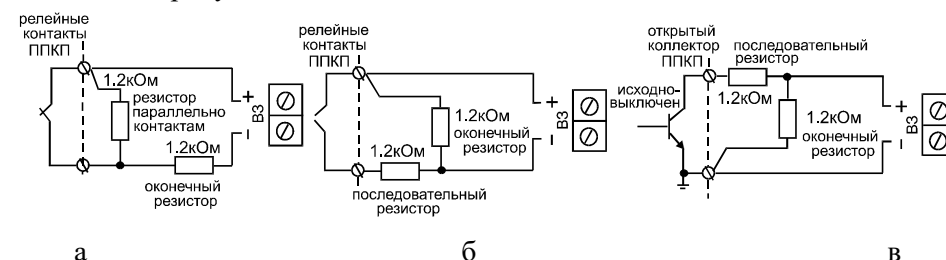 релейные
контакты
ППКП
1.2кОм
резистор
параллельно
контактам
1.2кОм
оконечный
резистор
+
−
ВЗ
а
релейные
контакты
ППКП
1.2кОм
оконечный
резистор
1.2кОм
последовательный
резистор
+
−
ВЗ
б
открытый
коллектор
ППКП
последовательный
резистор
исходно-
выключен
1.2кОм
1.2кОм
оконечный
резистор
+
−
ВЗ
в